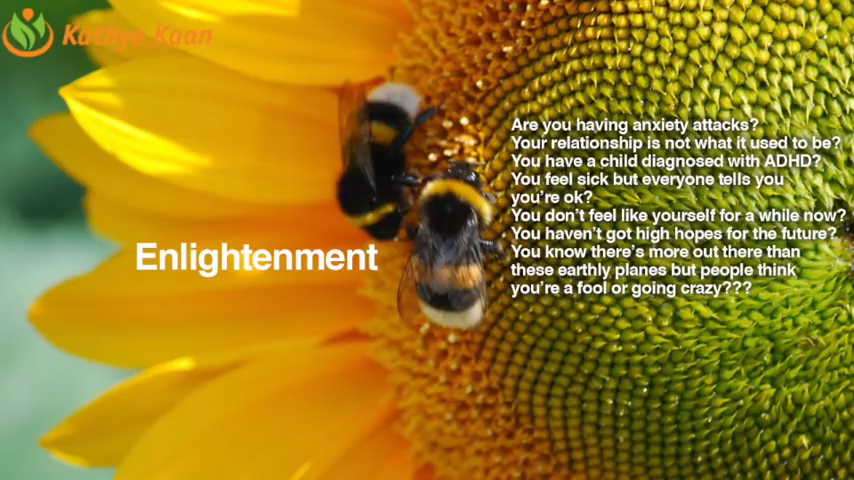 Kathye Kaan
Are you having anxiety attacks?
Your relationship is not what it used to be?
You have a child diagnosed with ADHD?
You feel sick but everyone tells you
you're ok?
You don't feel like yourself for a while now?
You haven't got high hopes for the future?
You know there's more out there than
these earthly planes but people think
you're a fool or going crazy???
Enlightenment